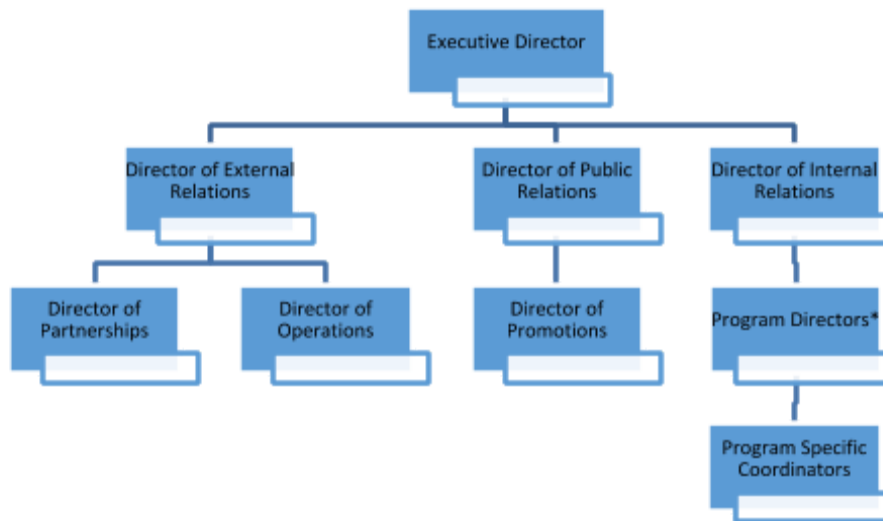 Executive Director
Director of External
Relations
Director of Public
Relations
Director of Internal
Relations
Director of
Partnerships
Director of
Operations
Director of
Promotions
Program Directors*
Program Specific
Coordinators